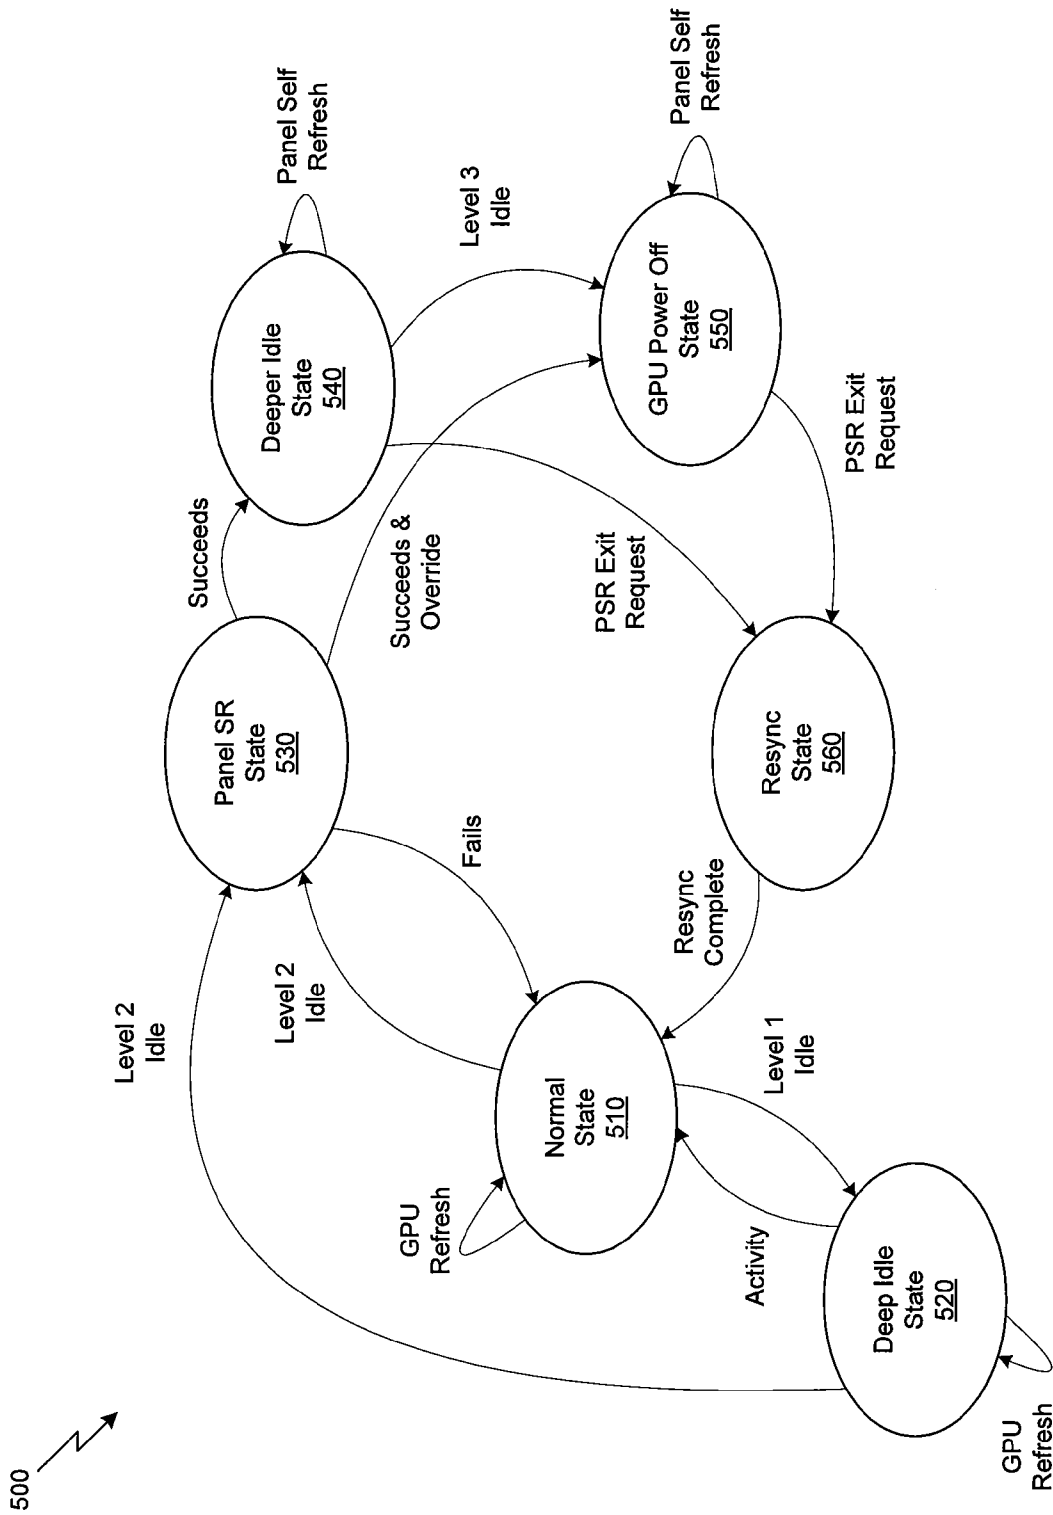 500
Level 2
Idle
Panel SR
State
530
Succeeds
Deeper Idle
State
540
Panel Self
Refresh
Level 2
Idle
Fails
Succeeds &
Override
Level 3
Idle
GPU
Refresh
Normal
State
510
Resync
Complete
PSR Exit
Request
GPU Power Off
State
550
Panel Self
Refresh
Activity
Level 1
Idle
Resync
State
560
PSR Exit
Request
Deep Idle
State
520
GPU
Refresh